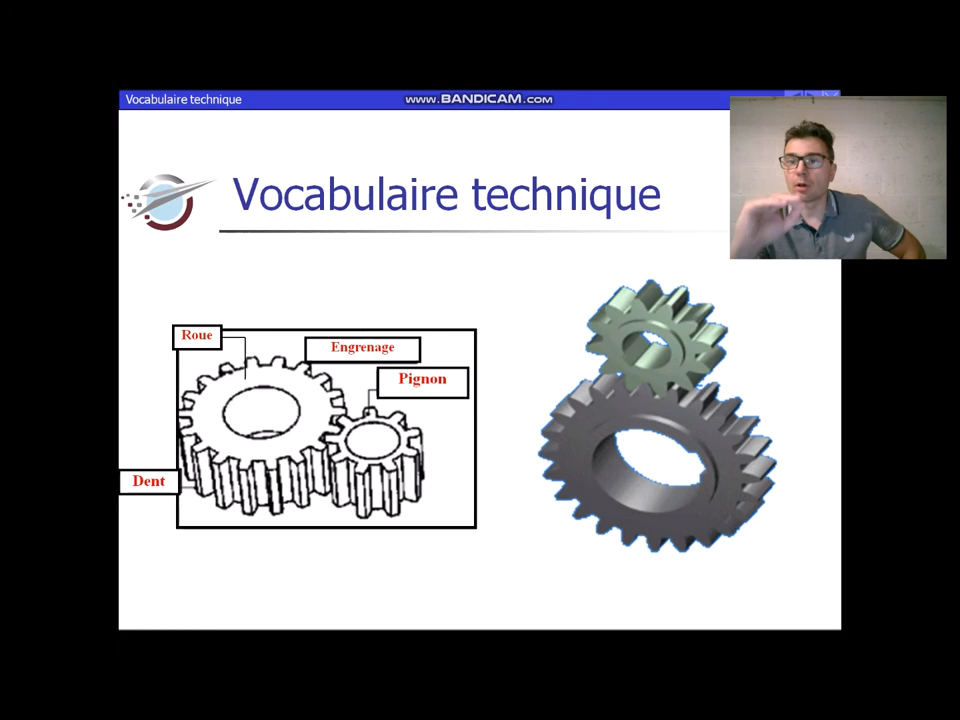 Vocabulaire technique
www.BANDICAM.com
Vocabulaire technique
Roue
Engrenage
Pignon
Dent